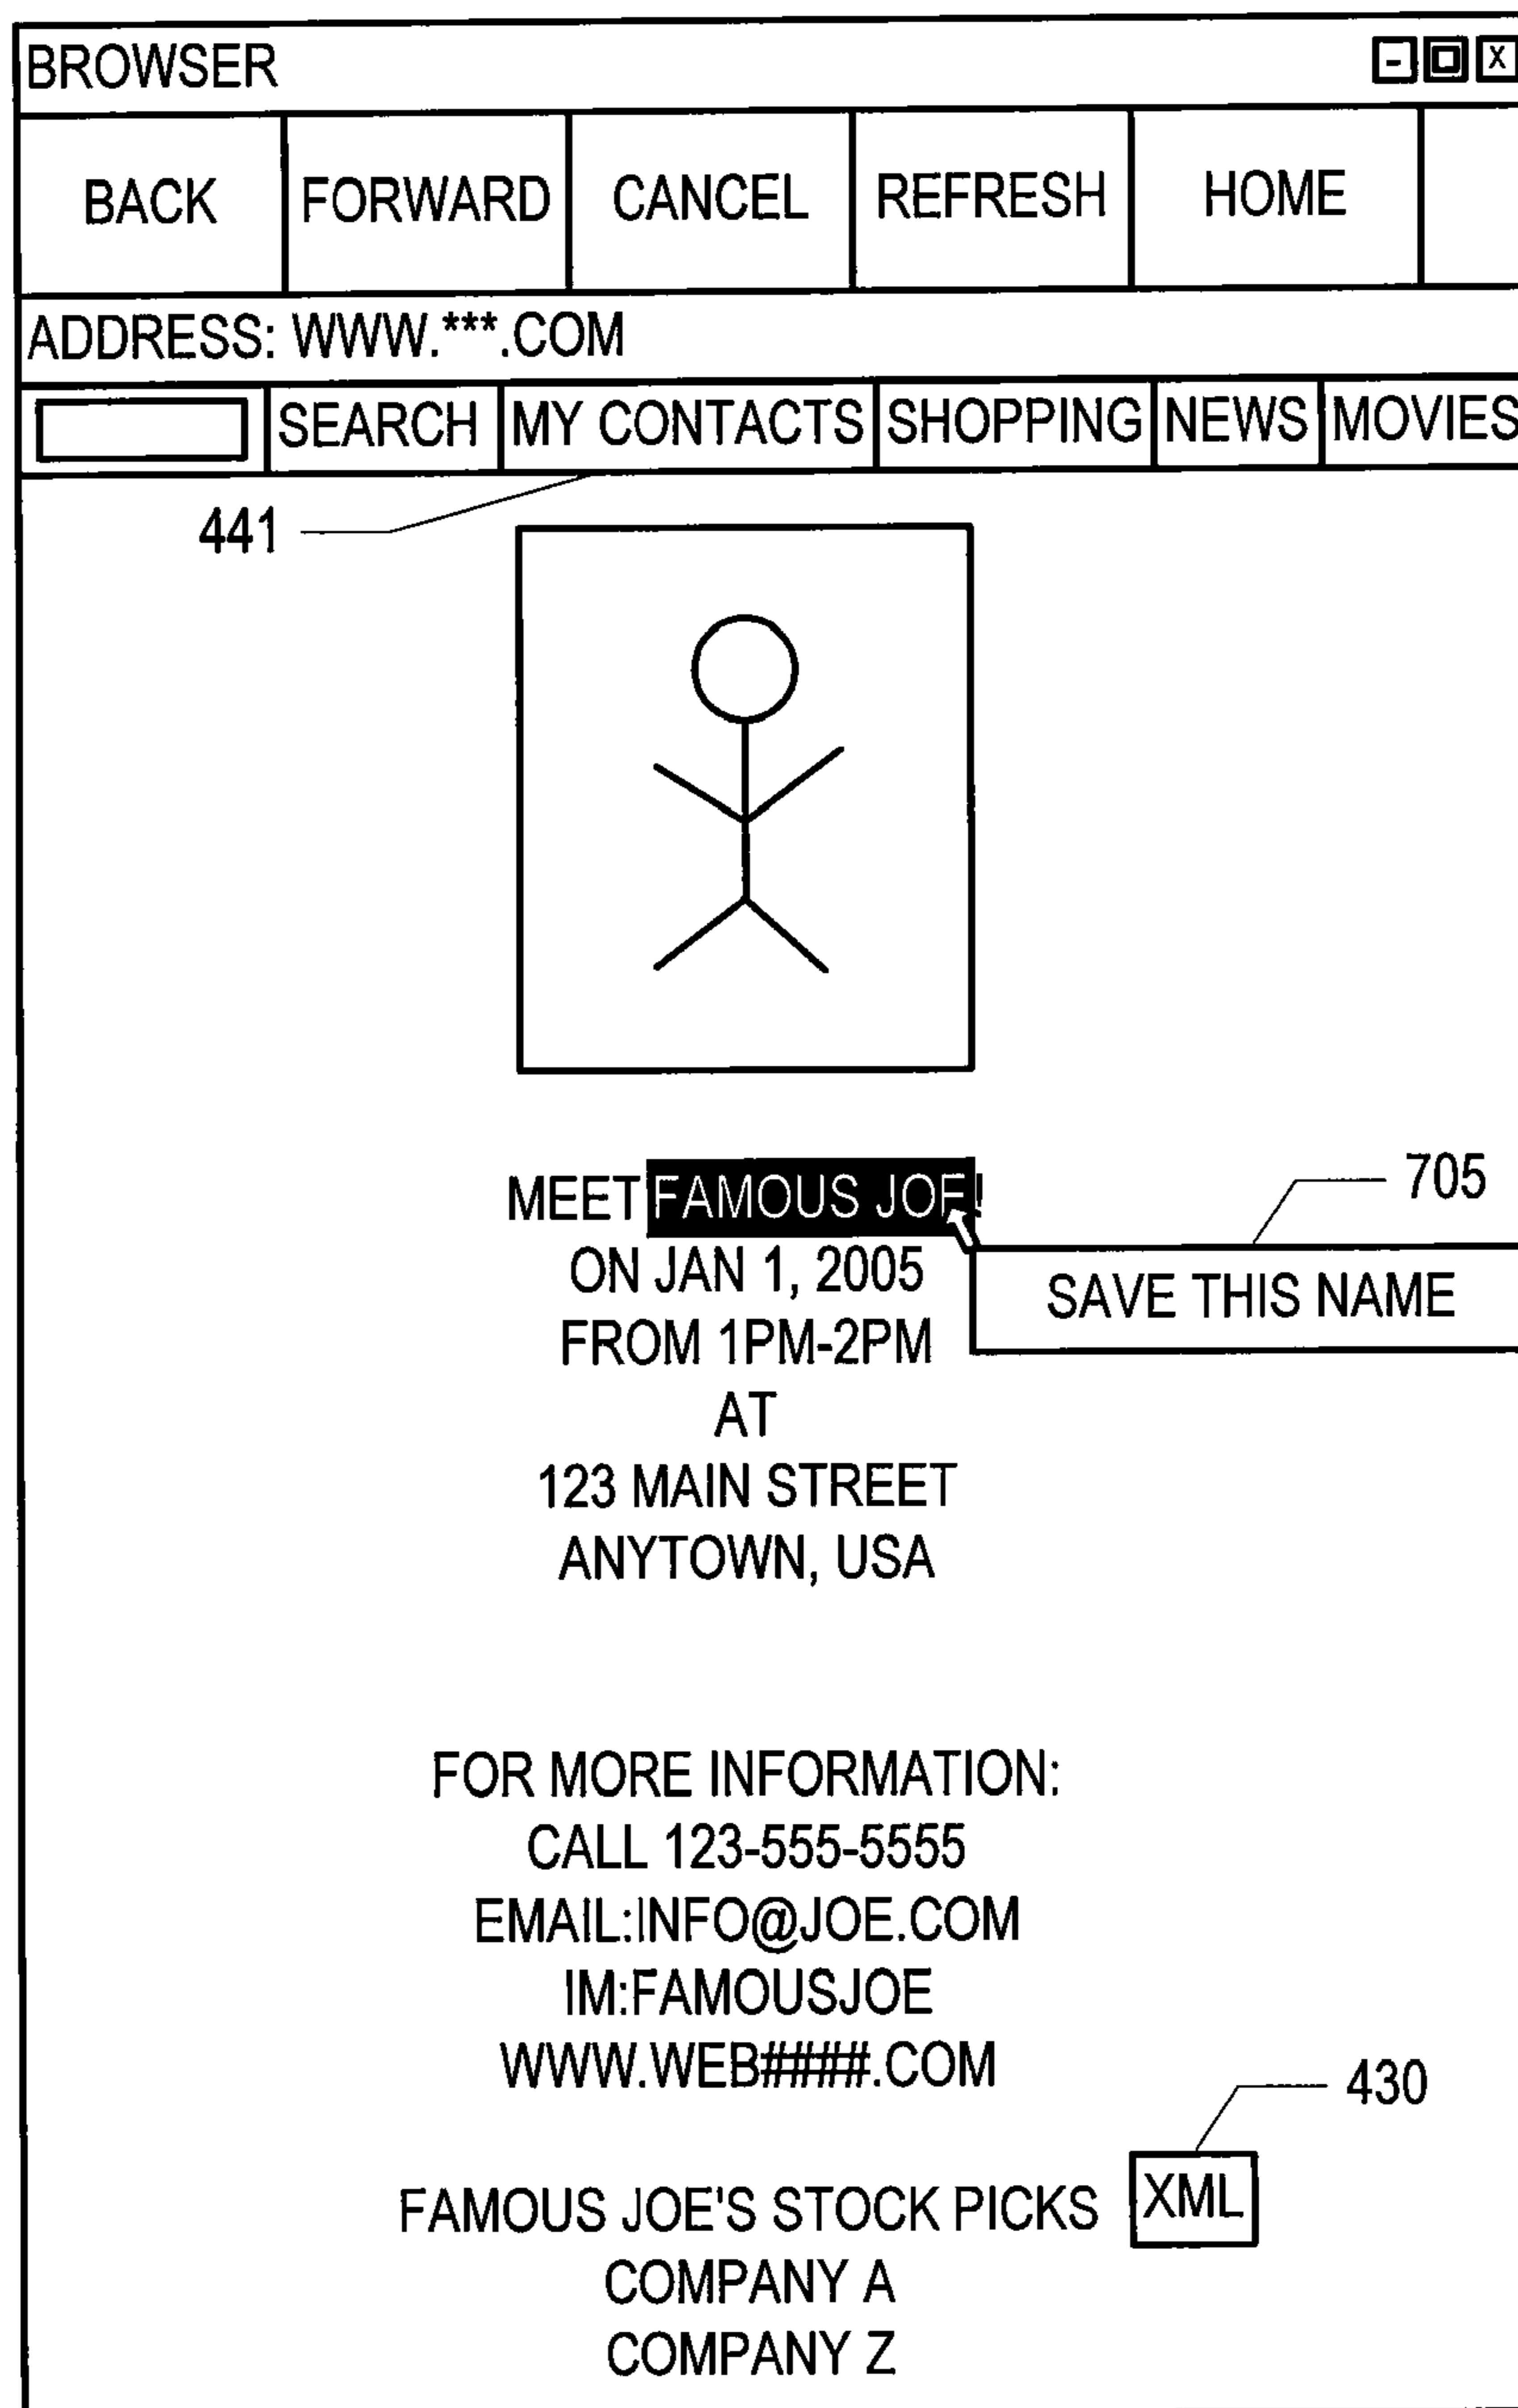 BROWSER - X
BACK FORWARD CANCEL REFRESH HOME
ADDRESS: WWW.***.COM
SEARCH MY CONTACTS SHOPPING NEWS MOVIES
441
MEET FAMOUS JOE!
705
ON JAN 1, 2005
SAVE THIS NAME
FROM 1PM-2PM
AT
123 MAIN STREET
ANYTOWN, USA
FOR MORE INFORMATION:
CALL 123-555-5555
EMAIL:INFO@JOE.COM
IM:FAMOUSJOE
WWW.WEB####.COM
430
FAMOUS JOE'S STOCK PICKS XML
COMPANY A
COMPANY Z